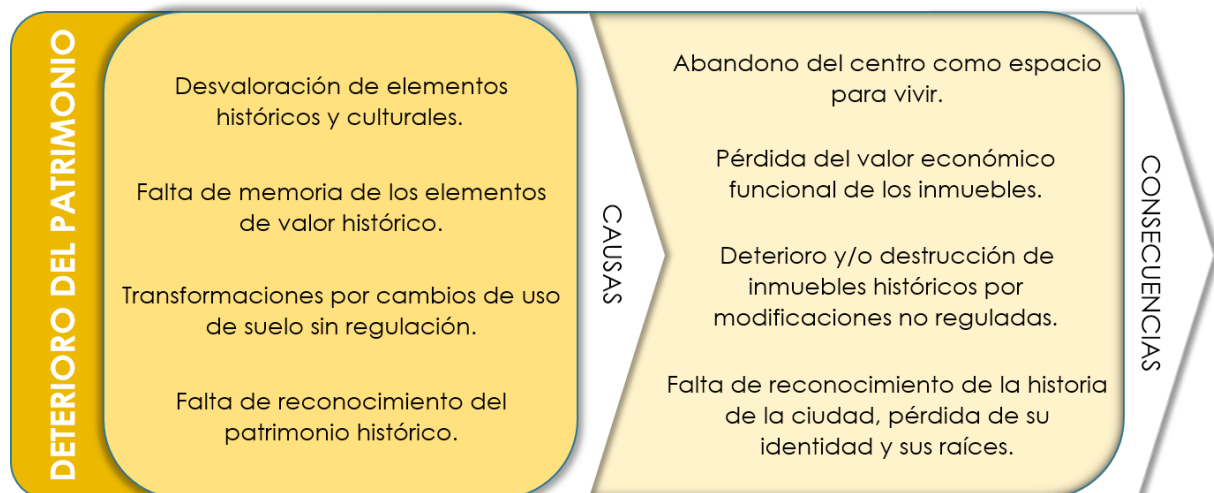 DETERIORO DEL PATRIMONIO
Desvaloración de elementos
históricos y culturales.
Falta de memoria de los elementos
de valor histórico.
Transformaciones por cambios de uso
de suelo sin regulación.
Falta de reconocimiento del
patrimonio histórico.
CAUSAS
Abandono del centro como espacio
para vivir.
Pérdida del valor económico
funcional de los inmuebles.
Deterioro y/o destrucción de
inmuebles históricos por
modificaciones no reguladas.
Falta de reconocimiento de la historia
de la ciudad, pérdida de su
identidad y sus raíces.
CONSECUENCIAS